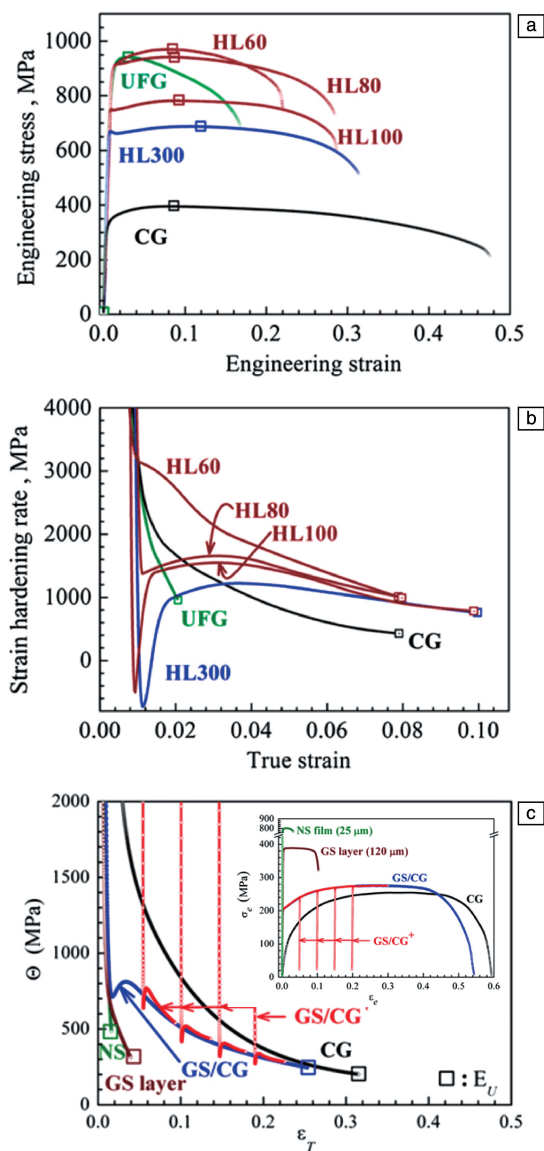 a
Engineering stress , MPa
1000
800
600
400
200
0
HL60
UFG
HL80
HL100
HL300
CG
0.0 0.1 0.2 0.3 0.4 0.5
Engineering strain
b
Strain hardening rate , MPa
4000
3000
2000
1000
0
HL60
HL80
HL100
UFG
CG
HL300
0.00 0.02 0.04 0.06 0.08 0.10
True strain
c
Θ (MPa)
2000
1500
1000
500
0
900
800
400
300
200
100
0
σe (MPa)
NS film (25 μm)
GS layer (120 μm)
GS/CG
CG
GS/CG+
0.0 0.1 0.2 0.3 0.4 0.5 0.6
εe
GS/CG+
NS
GS/CG
CG
GS layer
: EU
0.0 0.1 0.2 0.3 0.4 0.5
εT